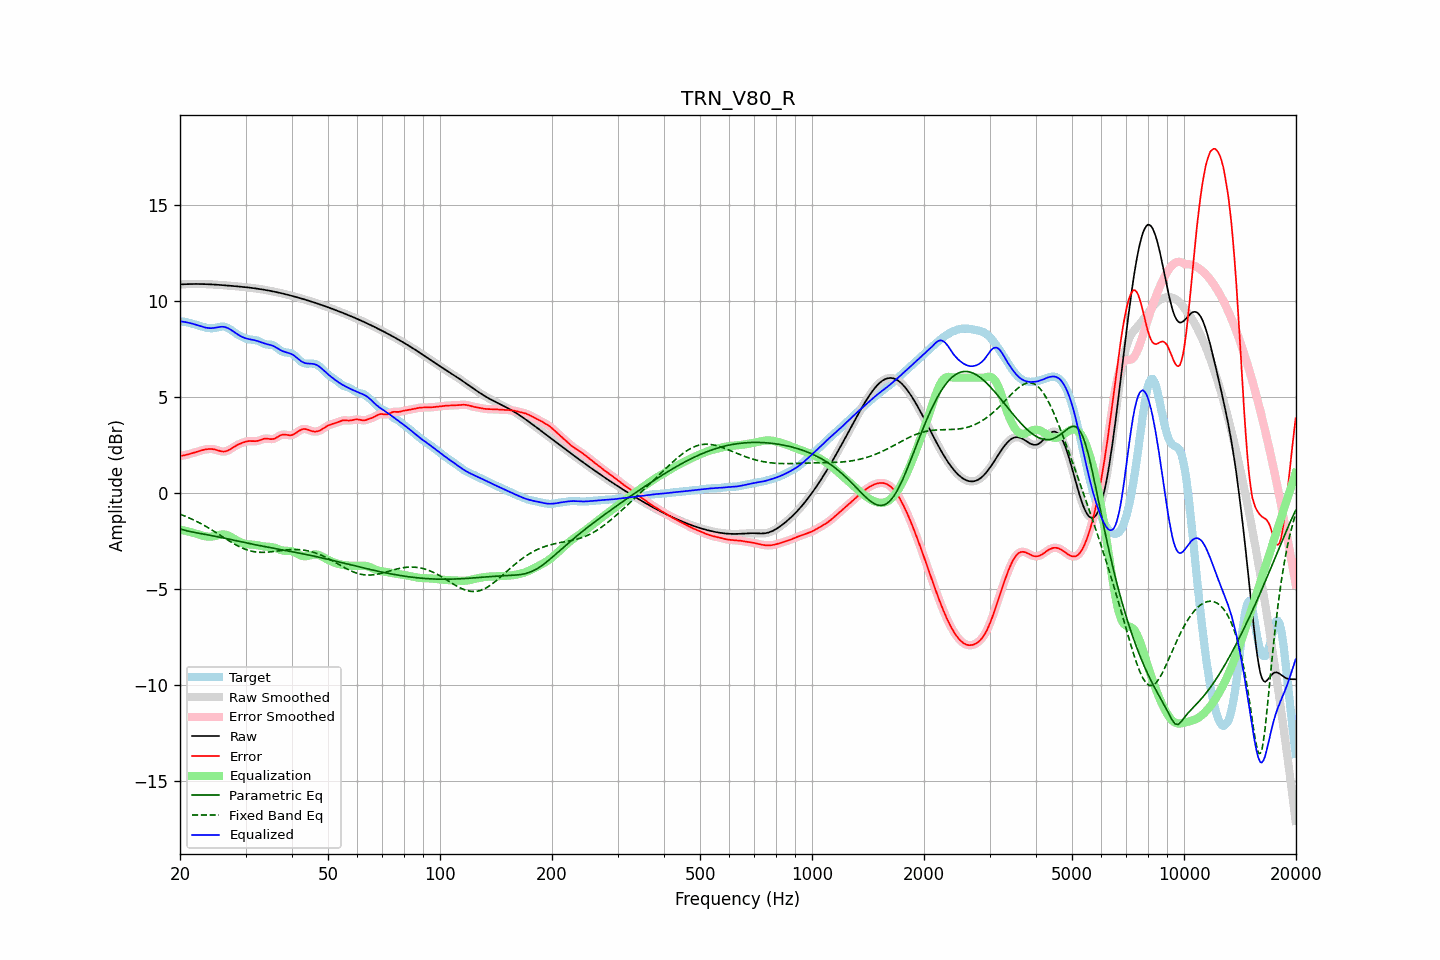 TRN_V80_R
Amplitude (dBr)
15
10
5
0
−5
−10
−15
Target
Raw Smoothed
Error Smoothed
Raw
Error
Equalization
Parametric Eq
Fixed Band Eq
Equalized
20 50 100 200 500 1000 2000 5000 10000 20000
Frequency (Hz)